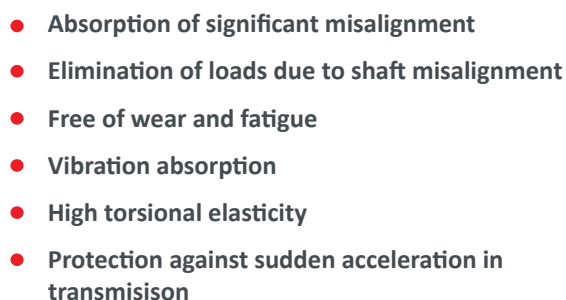 Absorption of significant misalignment
Elimination of loads due to shaft misalignment
Free of wear and fatigue
Vibration absorption
High torsional elasticity
Protection against sudden acceleration in
transmisison